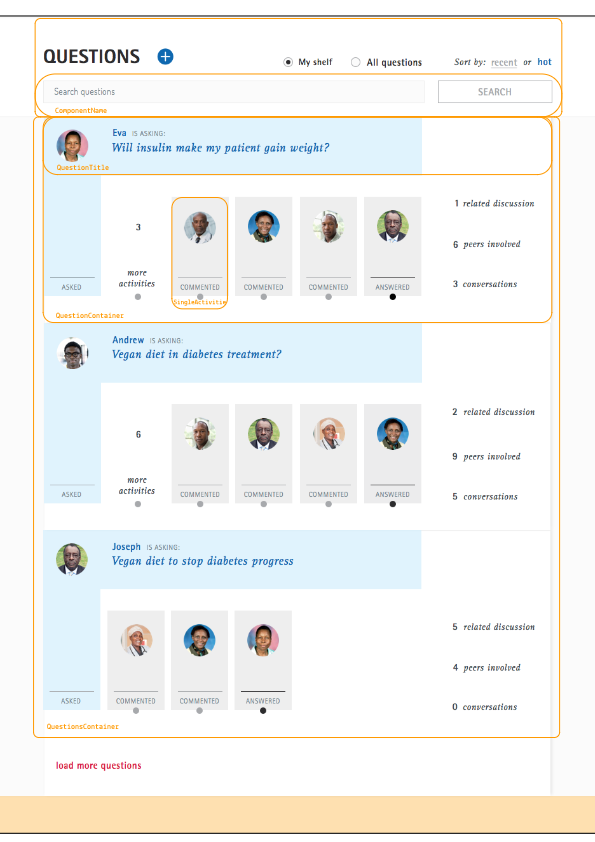 QUESTIONS
My shelf All questions Sort by: recent or hot
Search questions SEARCH
ComponentName
Eva IS ASKING:
Will insulin make my patient gain weight?
QuestionTitle
1 related discussion
3
6 peers involved
more
activities
3 conversations
ASKED COMMENTED COMMENTED COMMENTED ANSWERED
QuestionContainer
Andrew IS ASKING:
Vegan diet in diabetes treatment?
2 related discussion
6
9 peers involved
more
activities
5 conversations
ASKED COMMENTED COMMENTED COMMENTED ANSWERED
Joseph IS ASKING:
Vegan diet to stop diabetes progress
5 related discussion
4 peers involved
ASKED COMMENTED COMMENTED ANSWERED
0 conversations
QuestionsContainer
load more questions